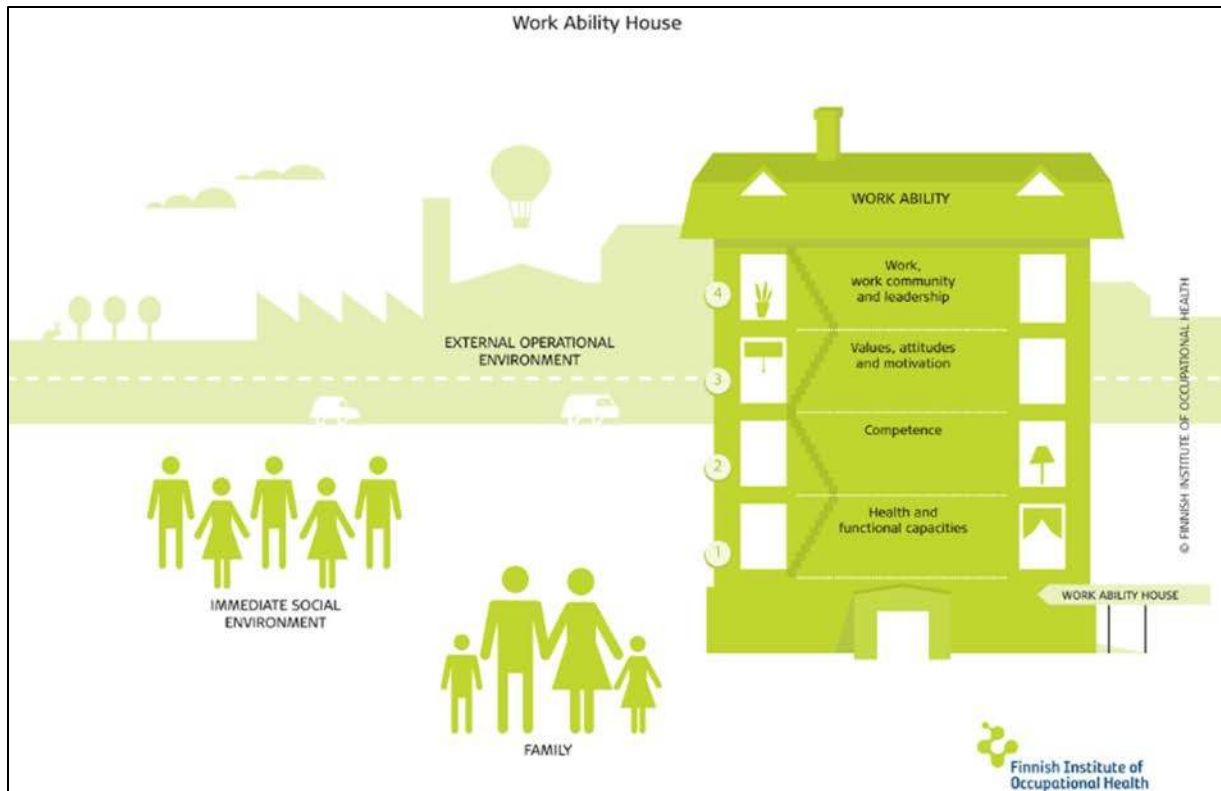 Work Ability House
WORK ABILITY
4
Work,
work community
and leadership
3
Values, attitudes
and motivation
2
Competence
1
Health and
functional capacities
WORK ABILITY HOUSE
EXTERNAL OPERATIONAL
ENVIRONMENT
IMMEDIATE SOCIAL
ENVIRONMENT
FAMILY
© FINNISH INSTITUTE OF OCCUPATIONAL HEALTH
Finnish Institute of
Occupational Health